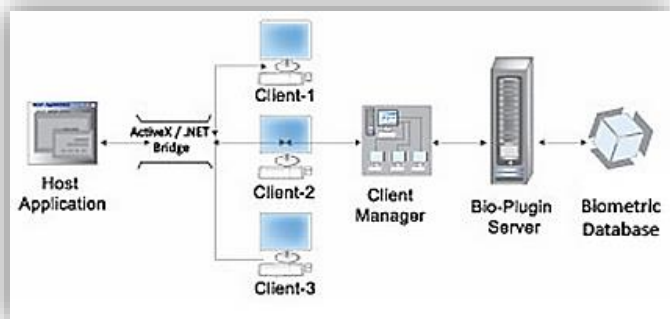 Client-1
ActiveX / .NET
Bridge
Client-2
Client-3
Host
Application
Client
Manager
Bio-Plugin
Server
Biometric
Database